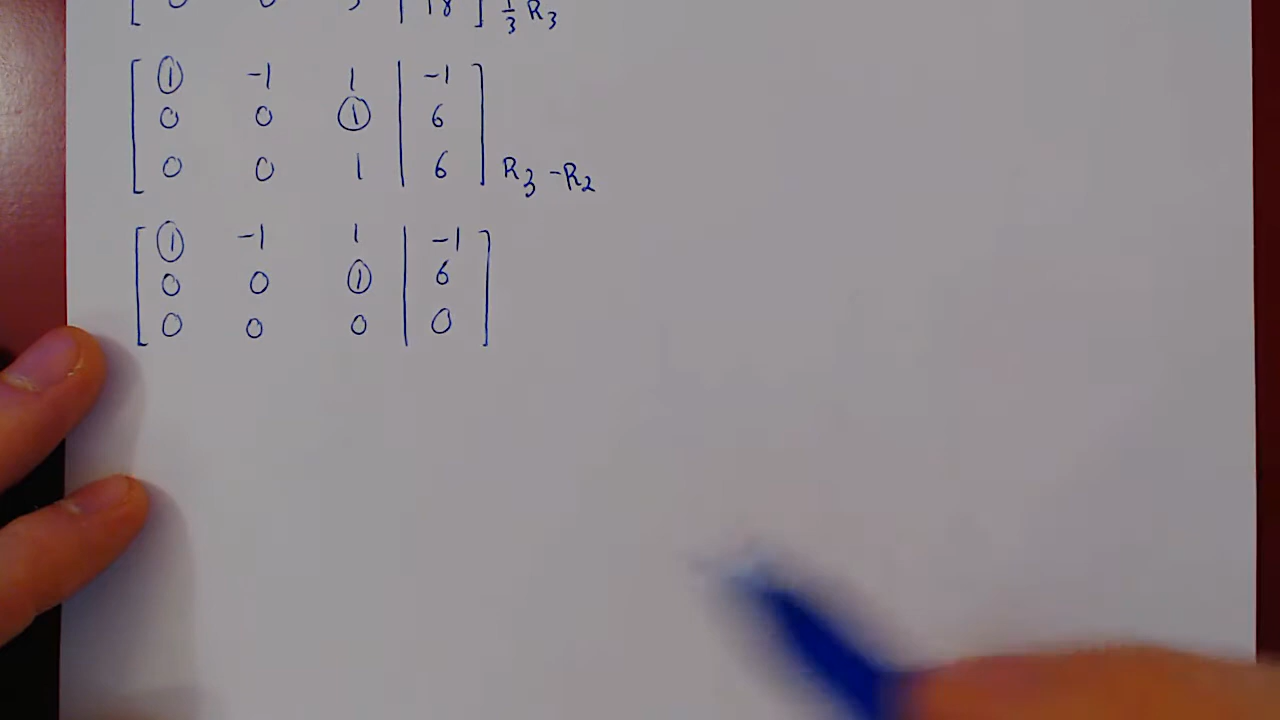 18 ] 1/3 R3
[ 1 -1 1 | -1 ]
[ 0 0 1 | 6 ]
[ 0 0 1 | 6 ] R3 - R2
[ 1 -1 1 | -1 ]
[ 0 0 1 | 6 ]
[ 0 0 0 | 0 ]